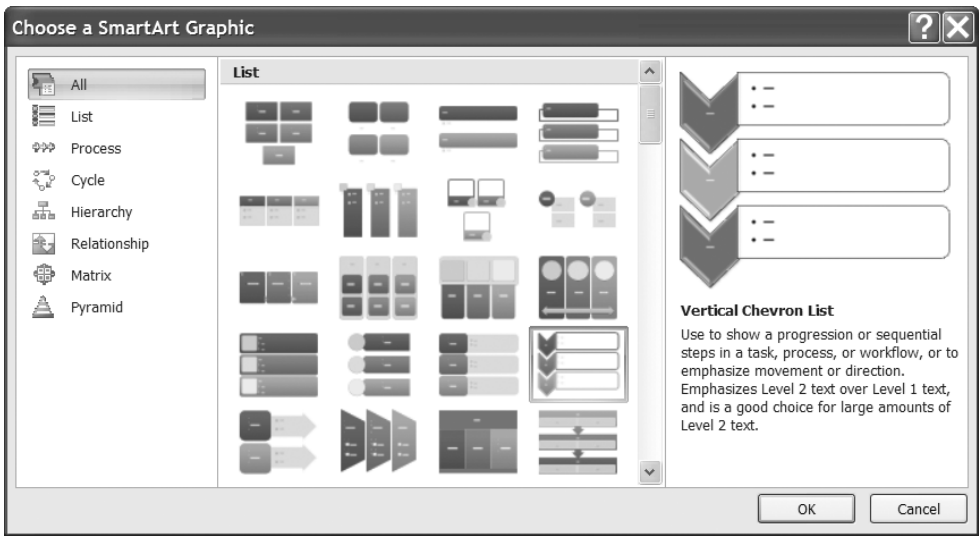 Choose a SmartArt Graphic
All
List
Process
Cycle
Hierarchy
Relationship
Matrix
Pyramid
List
Vertical Chevron List
Use to show a progression or sequential
steps in a task, process, or workflow, or to
emphasize movement or direction.
Emphasizes Level 2 text over Level 1 text,
and is a good choice for large amounts of
Level 2 text.
OK
Cancel